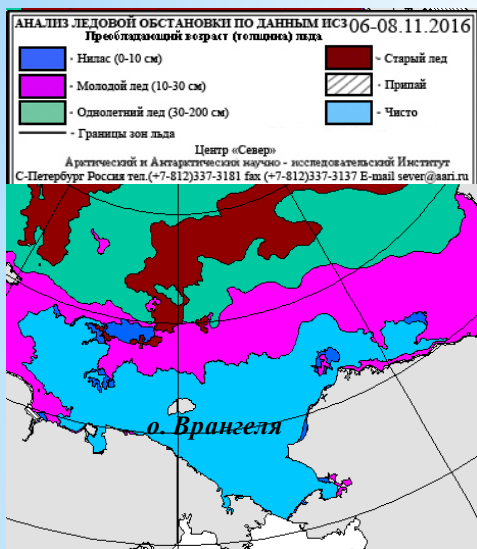 АНАЛИЗ ЛЕДОВОЙ ОБСТАНОВКИ ПО ДАННЫМ ИСЗ 06-08.11.2016
Преобладающий возраст (толщина) льда
- Нилас (0-10 см)
- Старый лед
- Молодой лед (10-30 см)
- Припай
- Однолетний лед (30-200 см)
- Чисто
- Границы зон льда
Центр «Север»
Арктический и Антарктический научно - исследовательский Институт
С-Петербург Россия тел.(+7-812)337-3181 fax (+7-812)337-3137 E-mail sever@aari.ru
о. Врангеля